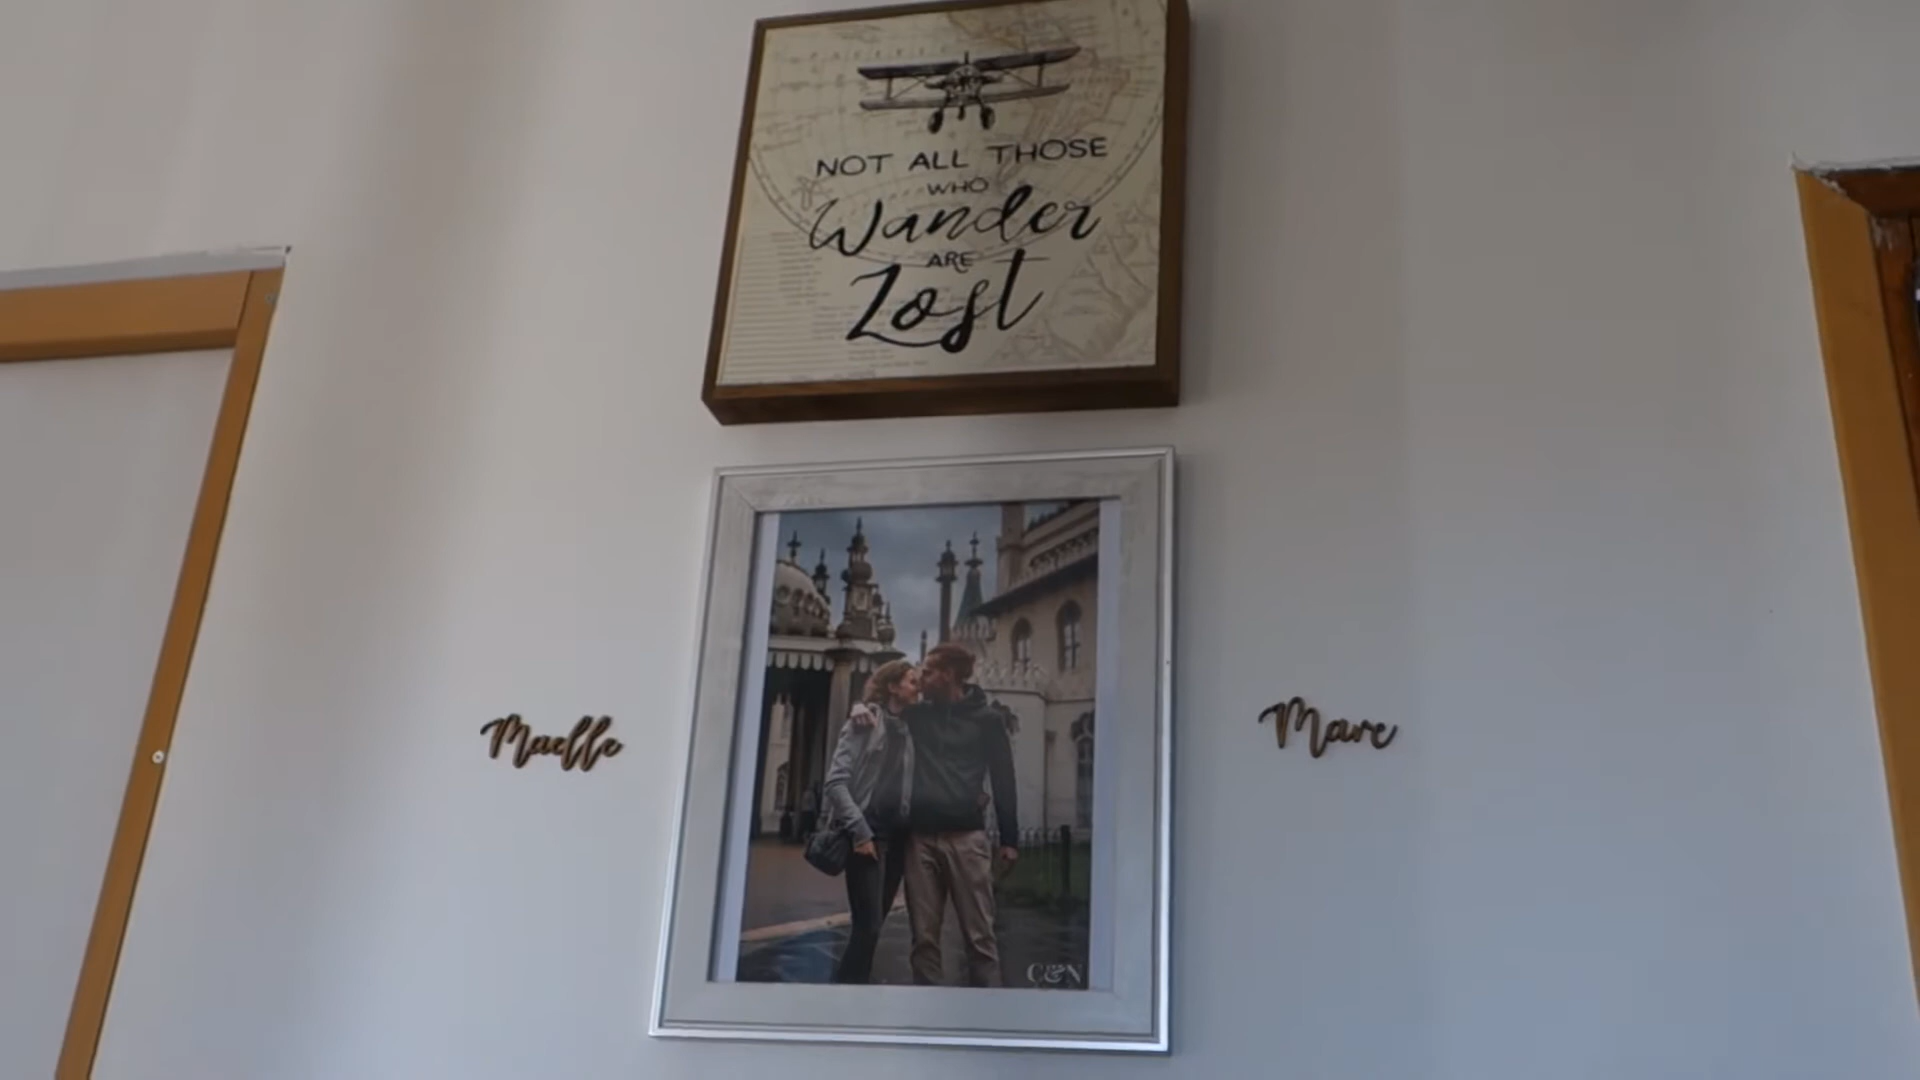 NOT ALL THOSE
WHO
Wander
ARE
Lost
Maelle
Marc
C&N